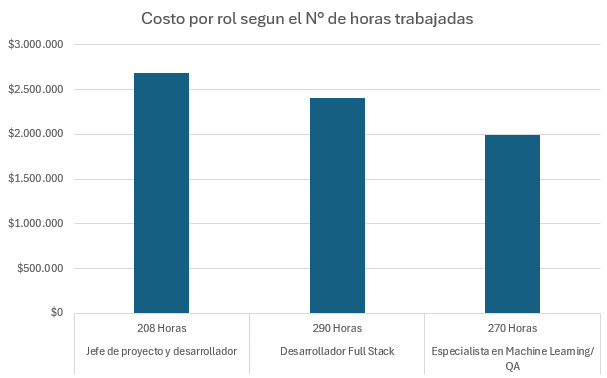 Costo por rol segun el N° de horas trabajadas
$3.000.000
$2.500.000
$2.000.000
$1.500.000
$1.000.000
$500.000
$0
208 Horas
290 Horas
270 Horas
Jefe de proyecto y desarrollador
Desarrollador Full Stack
Especialista en Machine Learning/
QA